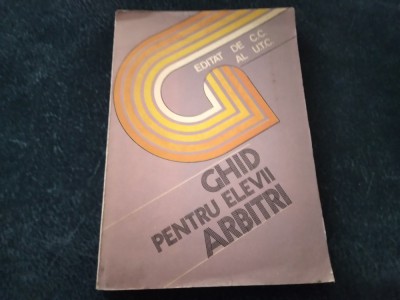 EDITAT DE C.C.
AL U.T.C.
GHID
PENTRU ELEVII
ARBITRI